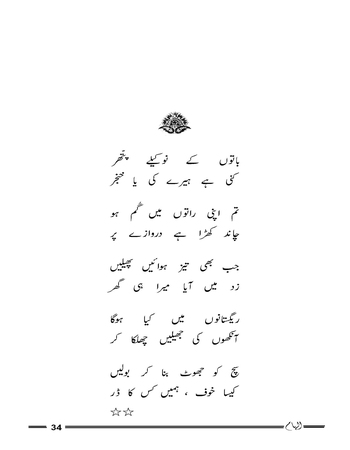 باتوں کے نوکیلے پتھر
کنی ہے ہیرے کی یا خنجر
تم اپنی راتوں میں گم ہو
چاند کھڑا ہے دروازے پر
جب بھی تیز ہوائیں پھیلیں
زد میں آیا میرا ہی گھر
ریگستانوں میں کیا ہوگا
آنکھوں کی جھیلیں چھلکا کر
سچ کو جھوٹ بنا کر بولیں
کیسا خوف ، ہمیں کس کا ڈر
☆☆
34